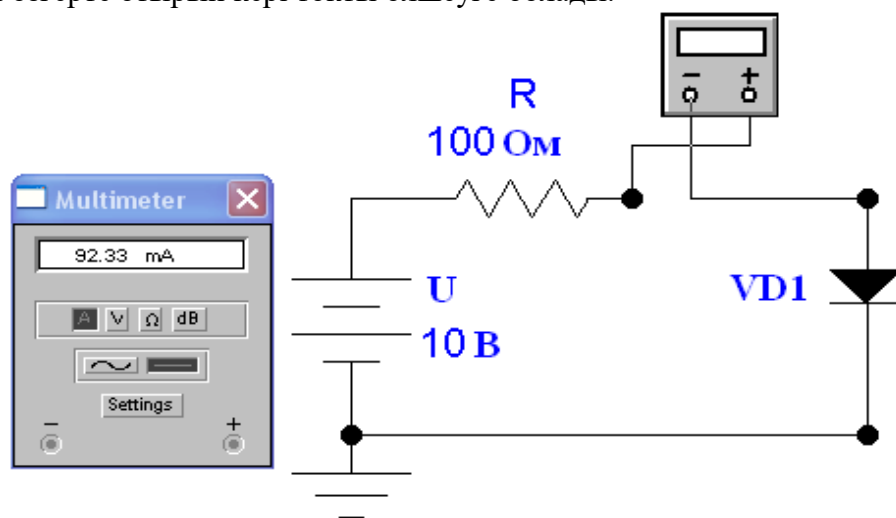 R
100 Ом
Multimeter
92.33 mA
A V Ω dB
Settings
− +
− +
U
10 В
VD1